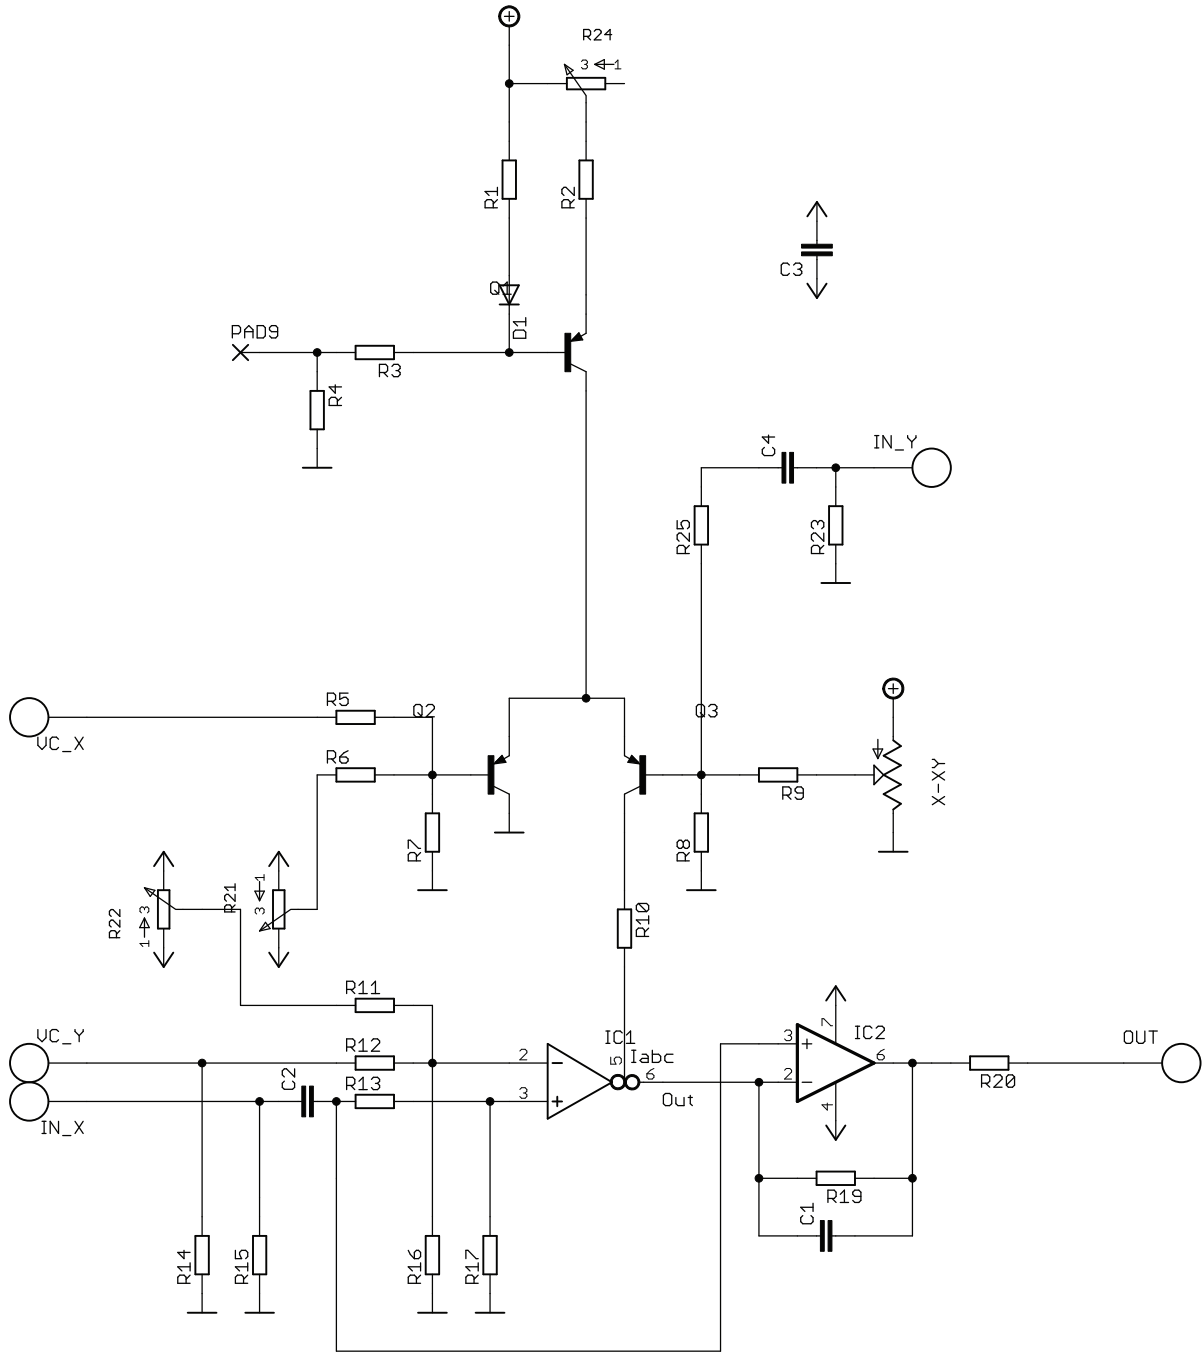 R24
3 1
R1
R2
C3
Q1
D1
PAD9
R3
R4
C4
IN_Y
R25
R23
R5
Q2
Q3
VC_X
R6
R9
X-XY
R7
R8
R22
1 3
R21
3 1
R10
R11
VC_Y
R12
IC1
5
Iabc
2
6
Out
C2
R13
3
IN_X
IC2
7
3
6
2
4
OUT
R20
R19
C1
R14
R15
R16
R17